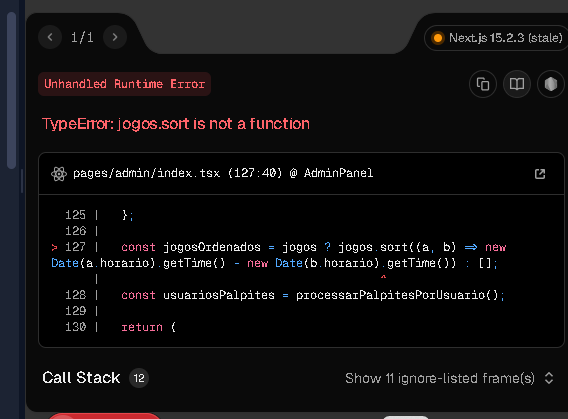 1/1
Next.js 15.2.3 (stale)
Unhandled Runtime Error
TypeError: jogos.sort is not a function
pages/admin/index.tsx (127:40) @ AdminPanel
125 | };
126 |
> 127 | const jogosOrdenados = jogos ? jogos.sort((a, b) => new
Date(a.horario).getTime() - new Date(b.horario).getTime()) : [];
| ^
128 | const usuariosPalpites = processarPalpitesPorUsuario();
129 |
130 | return (
Call Stack 12
Show 11 ignore-listed frame(s)